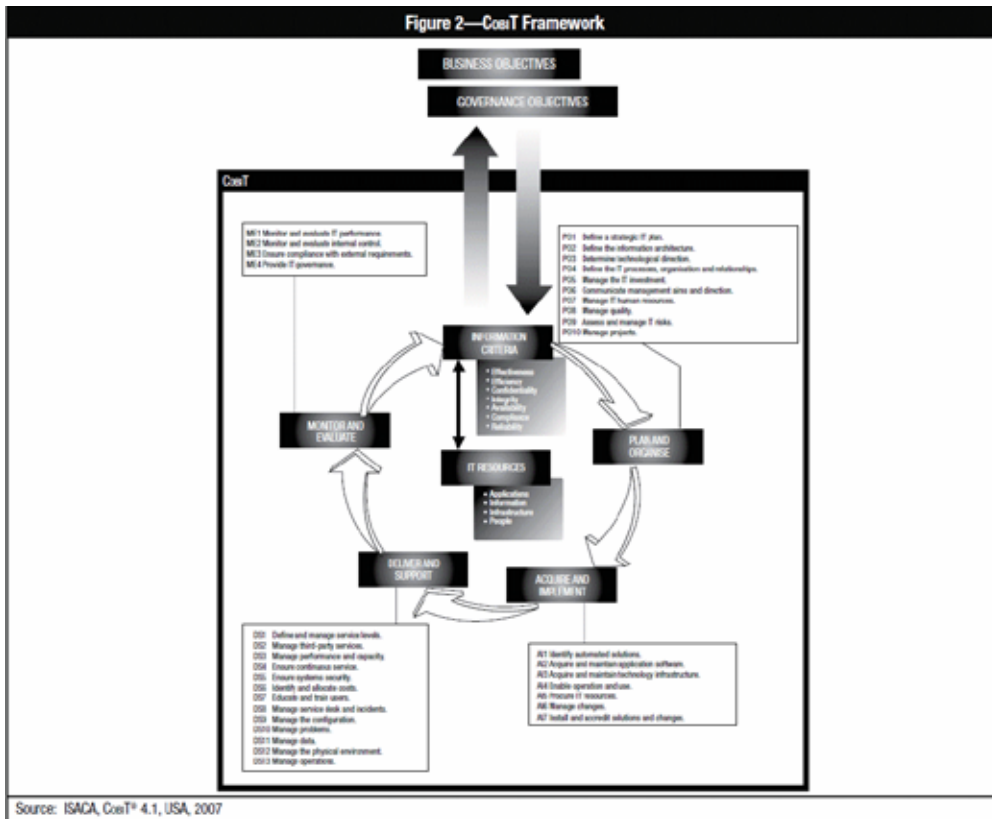 Figure 2—COBIT Framework
BUSINESS OBJECTIVES
GOVERNANCE OBJECTIVES
COBIT
ME1 Monitor and evaluate IT performance.
ME2 Monitor and evaluate internal control.
ME3 Ensure compliance with external requirements.
ME4 Provide IT governance.
PO1 Define a strategic IT plan.
PO2 Define the information architecture.
PO3 Determine technological direction.
PO4 Define the IT processes, organisation and relationships.
PO5 Manage the IT investment.
PO6 Communicate management aims and direction.
PO7 Manage IT human resources.
PO8 Manage quality.
PO9 Assess and manage IT risks.
PO10 Manage projects.
INFORMATION
CRITERIA
• Effectiveness
• Efficiency
• Confidentiality
• Integrity
• Availability
• Compliance
• Reliability
MONITOR AND
EVALUATE
PLAN AND
ORGANISE
IT RESOURCES
• Applications
• Information
• Infrastructure
• People
DELIVER AND
SUPPORT
ACQUIRE AND
IMPLEMENT
DS1 Define and manage service levels.
DS2 Manage third-party services.
DS3 Manage performance and capacity.
DS4 Ensure continuous service.
DS5 Ensure systems security.
DS6 Identify and allocate costs.
DS7 Educate and train users.
DS8 Manage service desk and incidents.
DS9 Manage the configuration.
DS10 Manage problems.
DS11 Manage data.
DS12 Manage the physical environment.
DS13 Manage operations.
AI1 Identify automated solutions.
AI2 Acquire and maintain application software.
AI3 Acquire and maintain technology infrastructure.
AI4 Enable operation and use.
AI5 Procure IT resources.
AI6 Manage changes.
AI7 Install and accredit solutions and changes.
Source: ISACA, COBIT® 4.1, USA, 2007